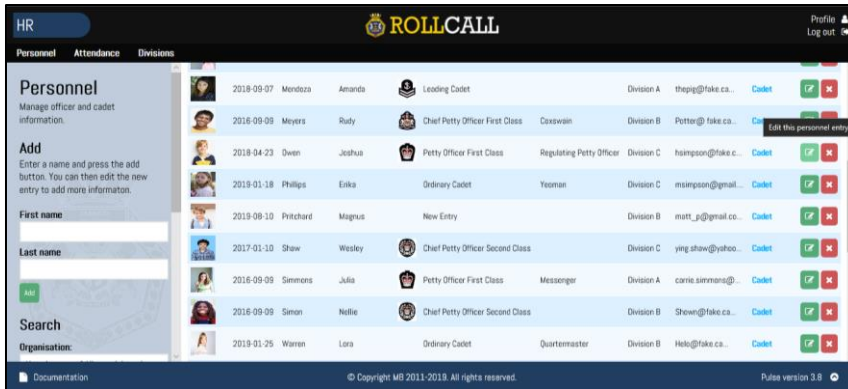 HR
ROLLCALL
Profile
Log out
Personnel Attendance Divisions
Personnel
Manage officer and cadet
information.
Add
Enter a name and press the add
button. You can then edit the new
entry to add more informaton.
First name
Last name
Add
Search
Organisation:
2018-09-07 Mendoza Amanda Leading Cadet Division A thepig@fake.ca... Cadet
2016-09-09 Meyers Rudy Chief Petty Officer First Class Coxswain Division B Potter@ fake.ca...
Edit this personnel entry
2018-04-23 Owen Joshua Petty Officer First Class Regulating Petty Officer Division C hsimpson@fake.c... Cadet
2019-01-18 Phillips Erika Ordinary Cadet Yeoman Division C msimpson@gmail... Cadet
2019-08-10 Pritchard Magnus New Entry Division B matt_p@gmail.co... Cadet
2017-01-10 Shaw Wesley Chief Petty Officer Second Class Division C ying.shaw@yahoo... Cadet
2016-09-09 Simmons Julia Petty Officer First Class Messenger Division A carrie.simmons@... Cadet
2016-09-09 Simon Nellie Chief Petty Officer Second Class Division B Shown@fake.ca... Cadet
2019-01-25 Warren Lora Ordinary Cadet Quartermaster Division B Helo@fake.ca... Cadet
Documentation
© Copyright MB 2011-2019. All rights reserved.
Pulse version 3.8